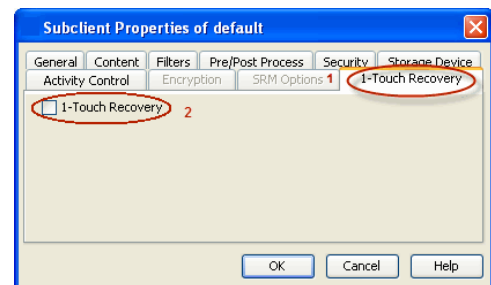 Subclient Properties of default
General Content Filters Pre/Post Process Security Storage Device
Activity Control Encryption SRM Options 1 1-Touch Recovery
1-Touch Recovery 2
OK Cancel Help